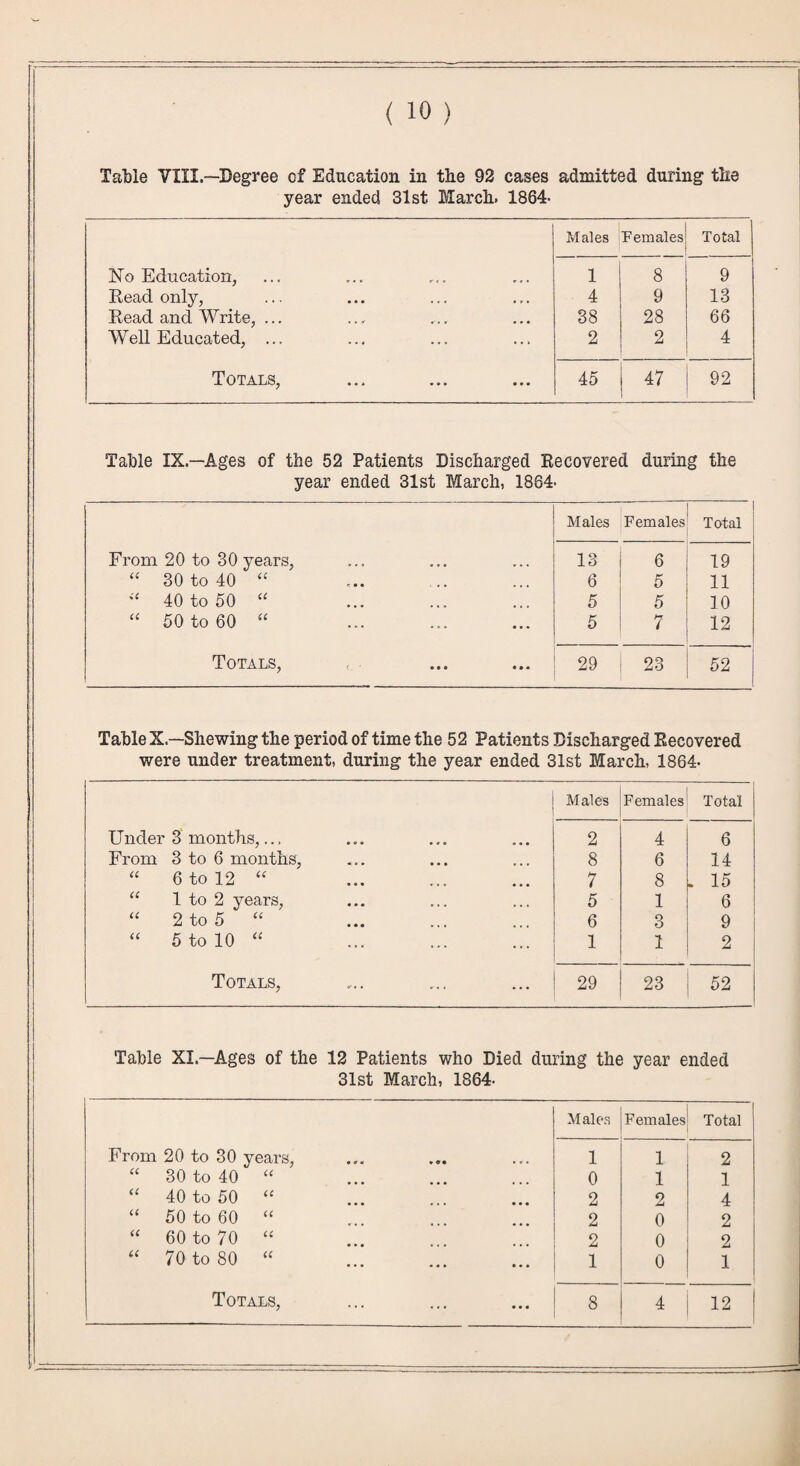 ( 10 )
Table VIII.—Degree of Education in the 92 cases admitted during the
year ended 31st March. 1864.
Males Females Total
No Education, ... ... ... ... 1 8 9
Read only, ... ... ... ... 4 9 13
Read and Write, ... ... ... ... 38 28 66
Well Educated, ... ... ... ... 2 2 4
Totals, ... ... ... 45 47 92
Table IX.—Ages of the 52 Patients Discharged Recovered during the
year ended 31st March, 1864.
Males Females Total
From 20 to 30 years, ... ... ... 13 6 19
“ 30 to 40 “ ... ... ... 6 5 11
“ 40 to 50 “ ... ... ... 5 5 10
“ 50 to 60 “ ... ... ... 5 7 12
Totals, ... ... ... 29 23 52
Table X.—Shewing the period of time the 52 Patients Discharged Recovered
were under treatment, during the year ended 31st March, 1864.
Males Females Total
Under 3 months, ... ... ... ... 2 4 6
From 3 to 6 months, ... ... ... 8 6 14
“ 6 to 12 “ ... ... ... 7 8 15
“ 1 to 2 years, ... ... ... 5 1 6
“ 2 to 5 “ ... ... ... 6 3 9
“ 5 to 10 “ ... ... ... 1 1 2
Totals, ... ... ... 29 23 52
Table XI.—Ages of the 12 Patients who Died during the year ended
31st March, 1864.
Males Females Total
From 20 to 30 years, ... ... ... 1 1 2
“ 30 to 40 “ ... ... ... 0 1 1
“ 40 to 50 “ ... ... ... 2 2 4
“ 50 to 60 “ ... ... ... 2 0 2
“ 60 to 70 “ ... ... ... 2 0 2
“ 70 to 80 “ ... ... ... 1 0 1
Totals, ... ... ... 8 4 12